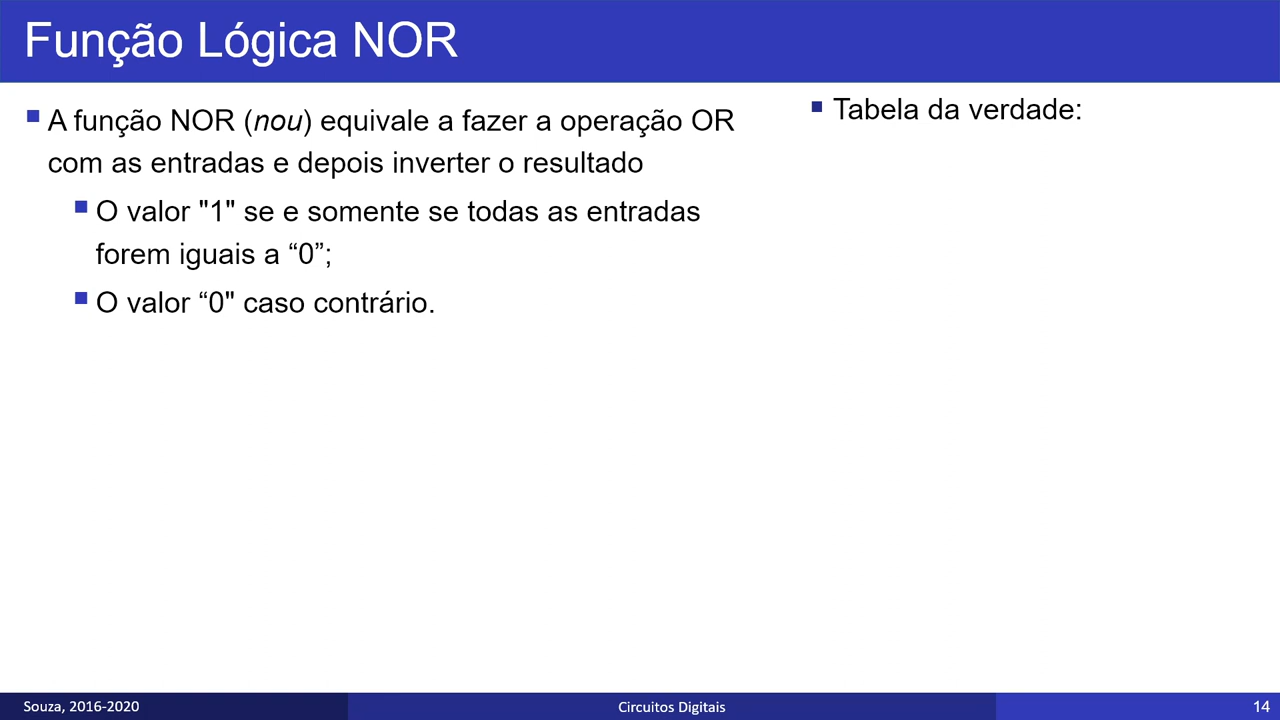 Função Lógica NOR
A função NOR (nou) equivale a fazer a operação OR
com as entradas e depois inverter o resultado
O valor "1" se e somente se todas as entradas
forem iguais a “0”;
O valor “0" caso contrário.
Tabela da verdade:
Souza, 2016-2020
Circuitos Digitais
14